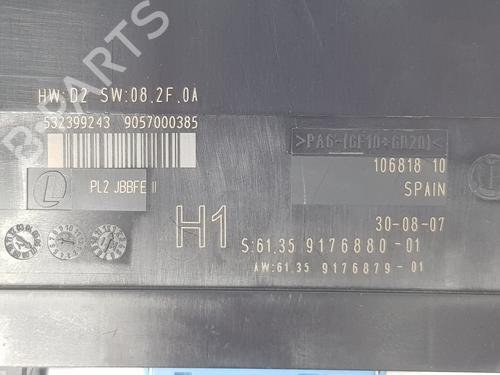 HW:D2 SW:08.2F.0A
532399243 9057000385
L PL2 JBBFE II
>PA6-(GF10+GB20)<
106818 10
SPAIN
30-08-07
H1
S:61.35 9176880-01
AW:61.35 9176879-01
B-PARTS